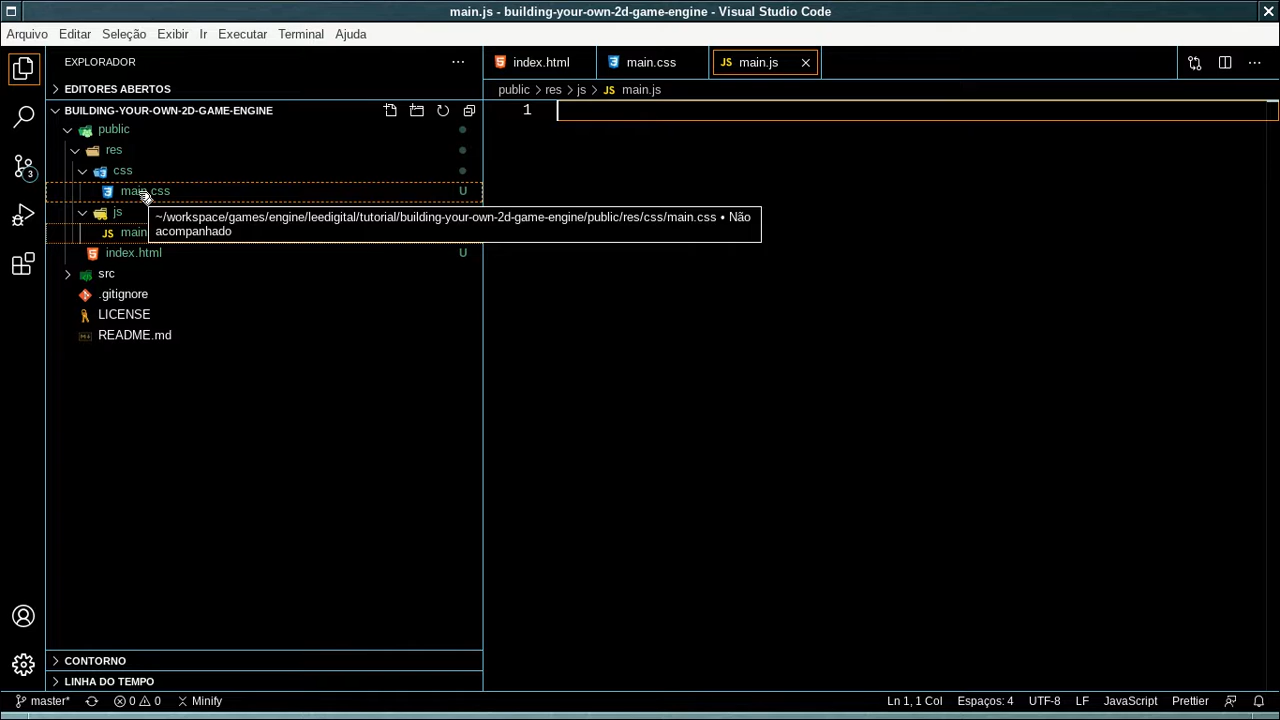 main.js - building-your-own-2d-game-engine - Visual Studio Code
Arquivo Editar Seleção Exibir Ir Executar Terminal Ajuda
EXPLORADOR
index.html
main.css
JS main.js
EDITORES ABERTOS
public > res > js > JS main.js
BUILDING-YOUR-OWN-2D-GAME-ENGINE
1
public
res
css
3
main.css U
js
~/workspace/games/engine/leedigital/tutorial/building-your-own-2d-game-engine/public/res/css/main.css • Não
acompanhado
JS main
index.html U
src
.gitignore
LICENSE
README.md
CONTORNO
LINHA DO TEMPO
master* 0 0 Minify Ln 1, 1 Col Espaços: 4 UTF-8 LF JavaScript Prettier